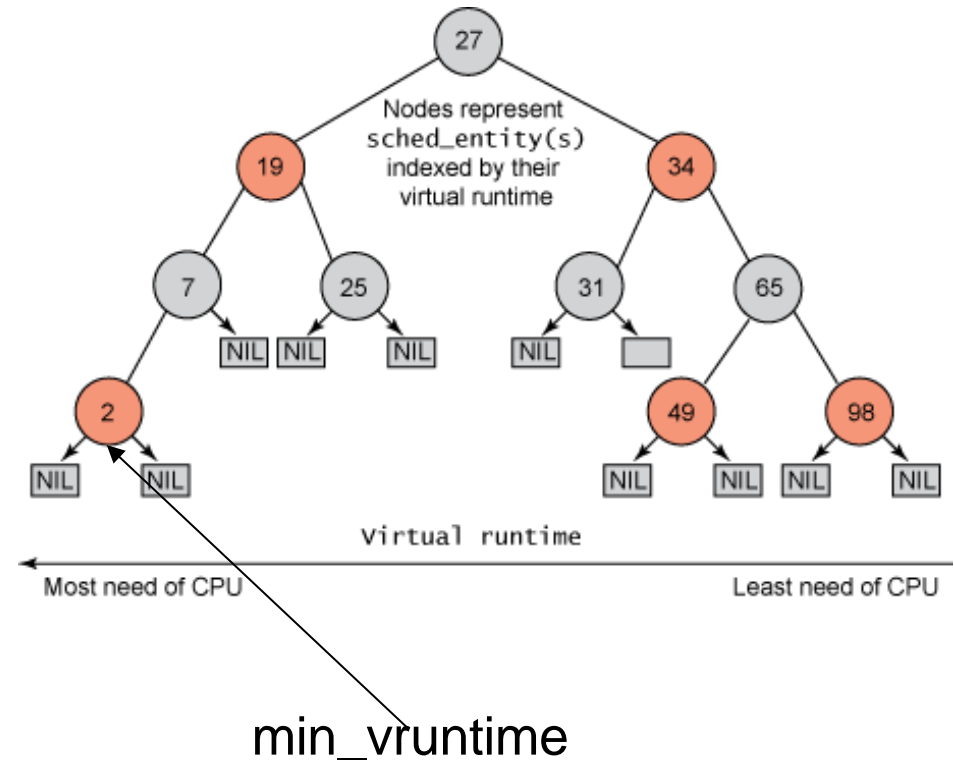 27
Nodes represent
sched_entity(s)
indexed by their
virtual runtime
19
34
7
25
31
65
NIL
NIL
NIL
NIL
2
49
98
NIL
NIL
NIL
NIL
NIL
NIL
Virtual runtime
Most need of CPU
Least need of CPU
min_vruntime